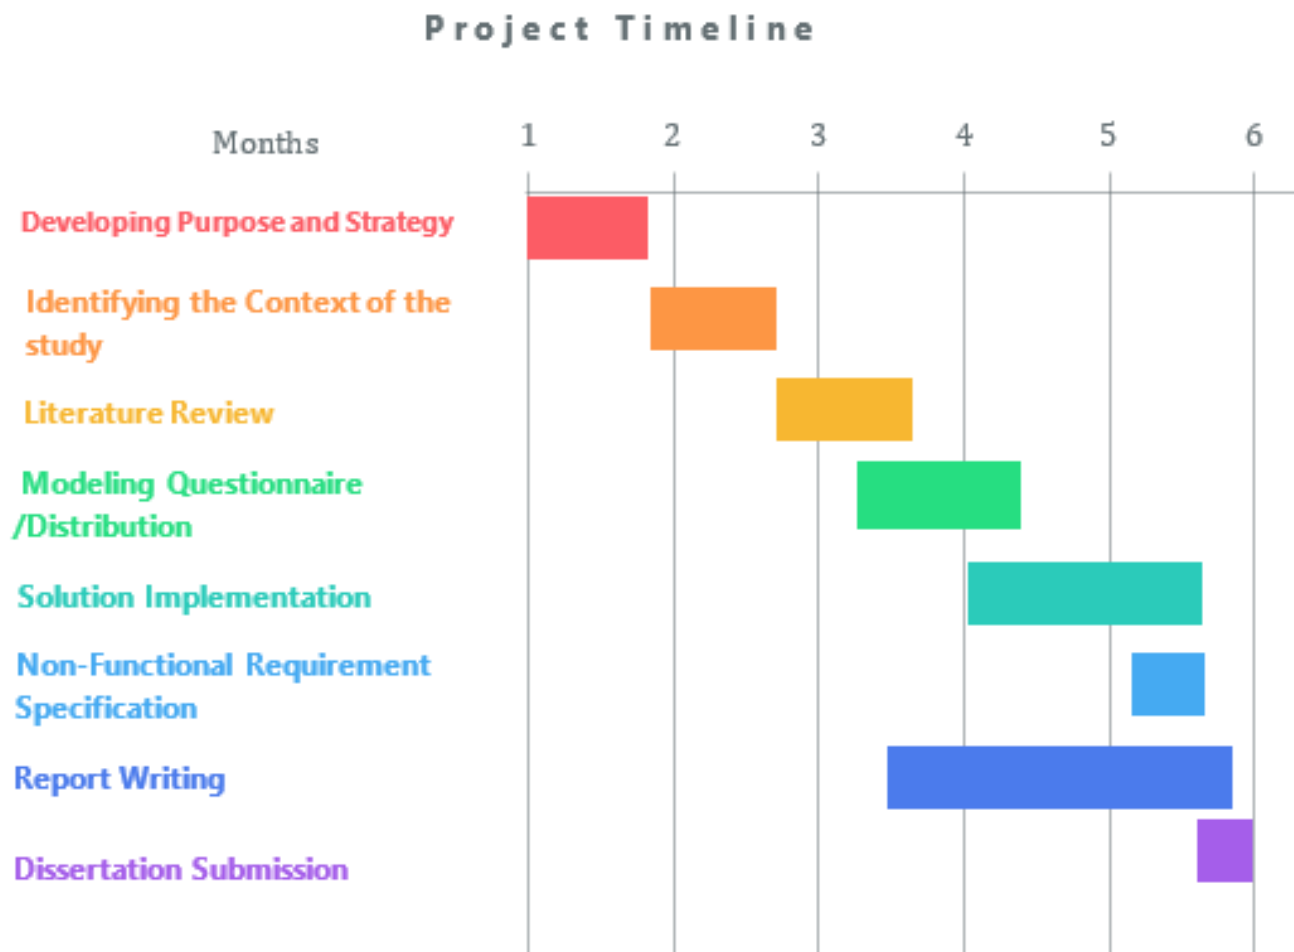 Project Timeline
Months 1 2 3 4 5 6
Developing Purpose and Strategy
Identifying the Context of the
study
Literature Review
Modeling Questionnaire
/Distribution
Solution Implementation
Non-Functional Requirement
Specification
Report Writing
Dissertation Submission